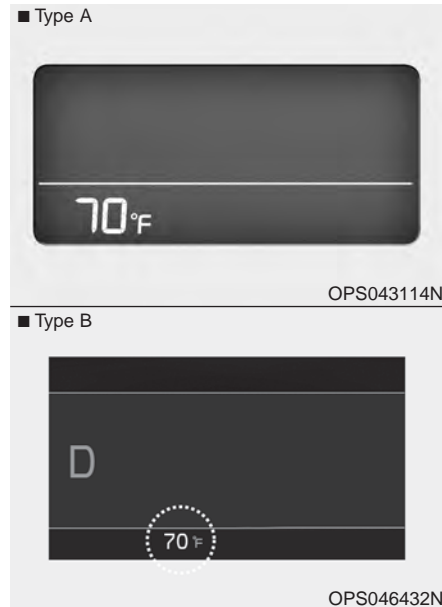 ■ Type A
70°F
OPS043114N
■ Type B
D
70°F
OPS046432N